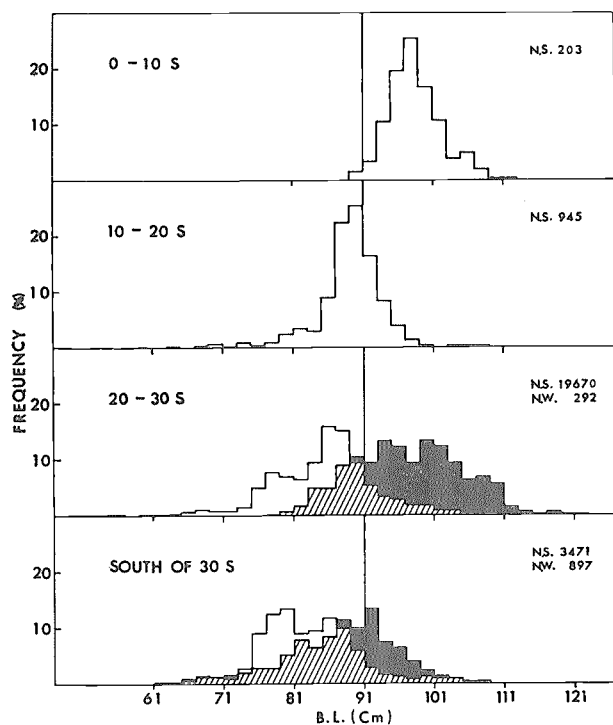 20
10
0 – 10 S
N.S. 203
20
10
10 – 20 S
N.S. 945
FREQUENCY (%)
20
10
20 – 30 S
N.S. 19670
N.W. 292
20
10
SOUTH OF 30 S
N.S. 3471
N.W. 897
61 71 81 91 101 111 121
B.L. (Cm)